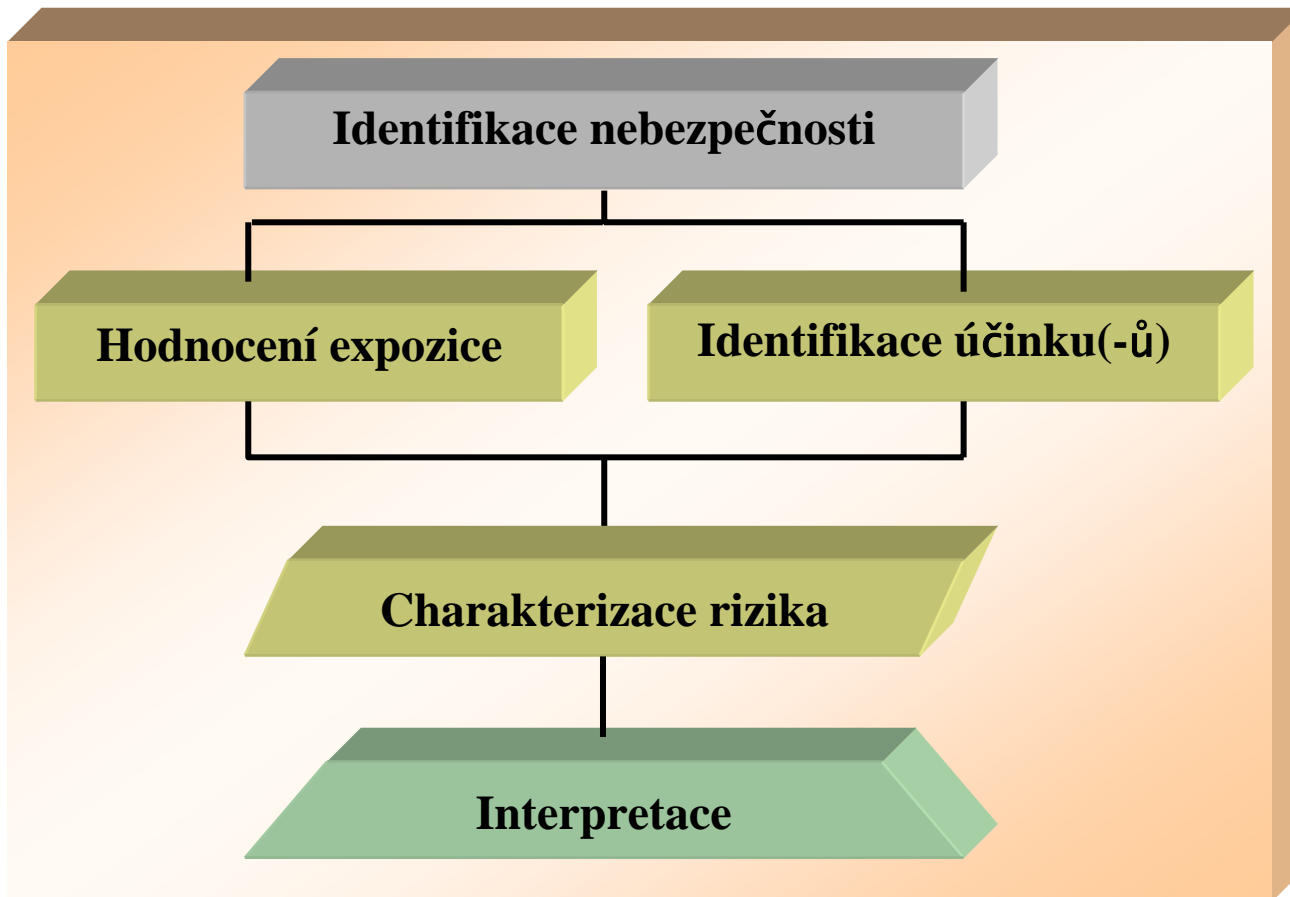 Identifikace nebezpečnosti
Hodnocení expozice
Identifikace účinku(-ů)
Charakterizace rizika
Interpretace